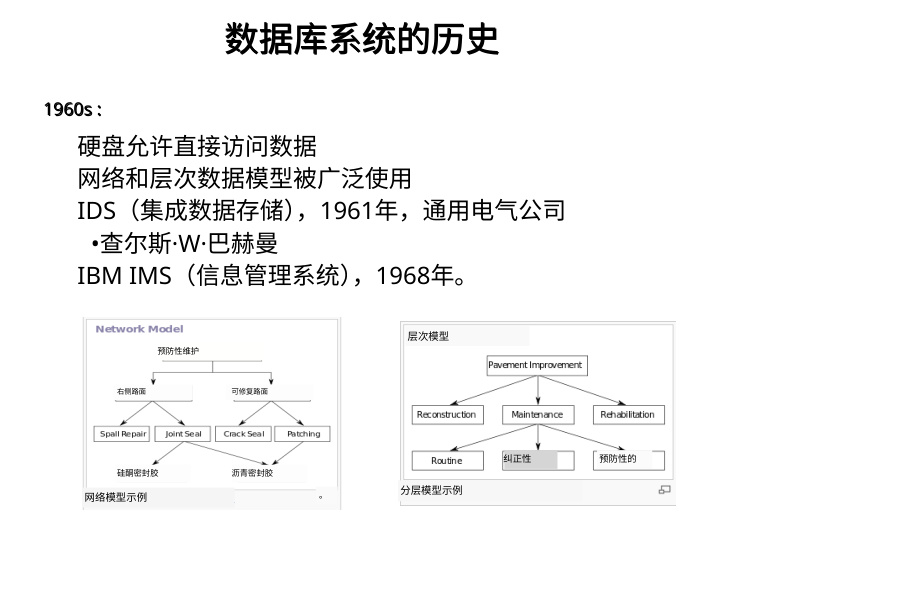 数据库系统的历史
1960s :
硬盘允许直接访问数据
网络和层次数据模型被广泛使用
IDS（集成数据存储），1961年，通用电气公司
•查尔斯·W·巴赫曼
IBM IMS（信息管理系统），1968年。
Network Model
预防性维护
右侧路面
可修复路面
Spall Repair
Joint Seal
Crack Seal
Patching
硅酮密封胶
沥青密封胶
网络模型示例 。
层次模型
Pavement Improvement
Reconstruction
Maintenance
Rehabilitation
Routine
纠正性
预防性的
分层模型示例